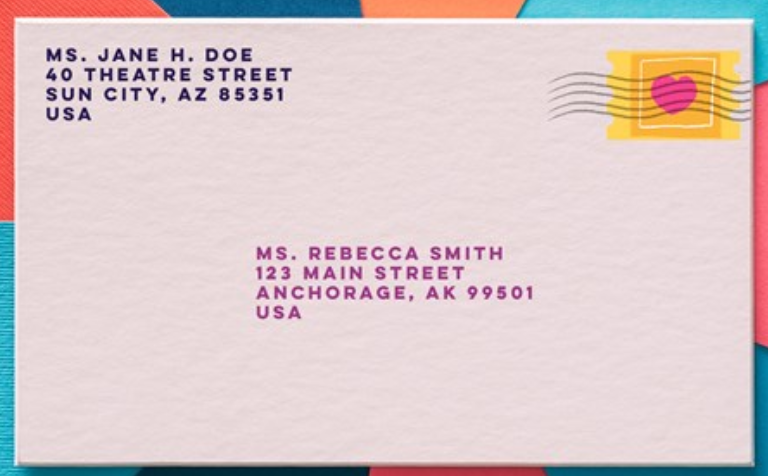 MS. JANE H. DOE
40 THEATRE STREET
SUN CITY, AZ 85351
USA
MS. REBECCA SMITH
123 MAIN STREET
ANCHORAGE, AK 99501
USA